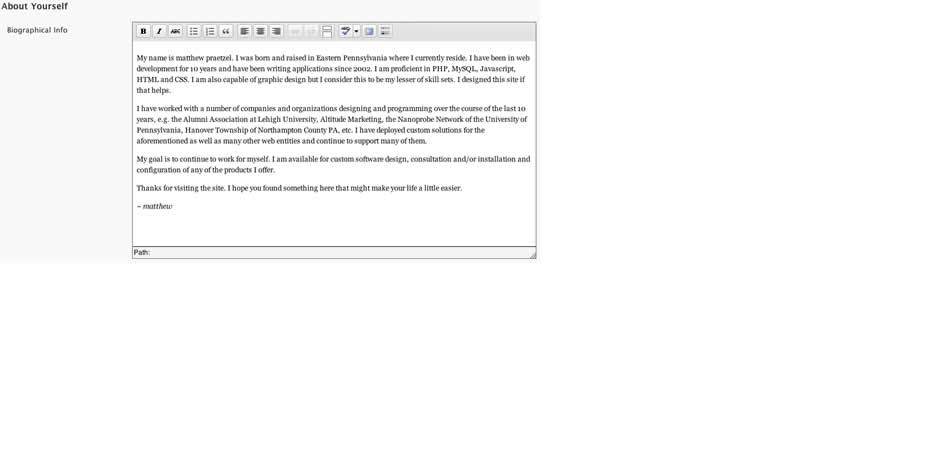 About Yourself
Biographical Info
B I ABC
My name is matthew praetzel. I was born and raised in Eastern Pennsylvania where I currently reside. I have been in web
development for 10 years and have been writing applications since 2002. I am proficient in PHP, MySQL, Javascript,
HTML and CSS. I am also capable of graphic design but I consider this to be my lesser of skill sets. I designed this site if
that helps.
I have worked with a number of companies and organizations designing and programming over the course of the last 10
years, e.g. the Alumni Association at Lehigh University, Altitude Marketing, the Nanoprobe Network of the University of
Pennsylvania, Hanover Township of Northampton County PA, etc. I have deployed custom solutions for the
aforementioned as well as many other web entities and continue to support many of them.
My goal is to continue to work for myself. I am available for custom software design, consultation and/or installation and
configuration of any of the products I offer.
Thanks for visiting the site. I hope you found something here that might make your life a little easier.
~ matthew
Path: